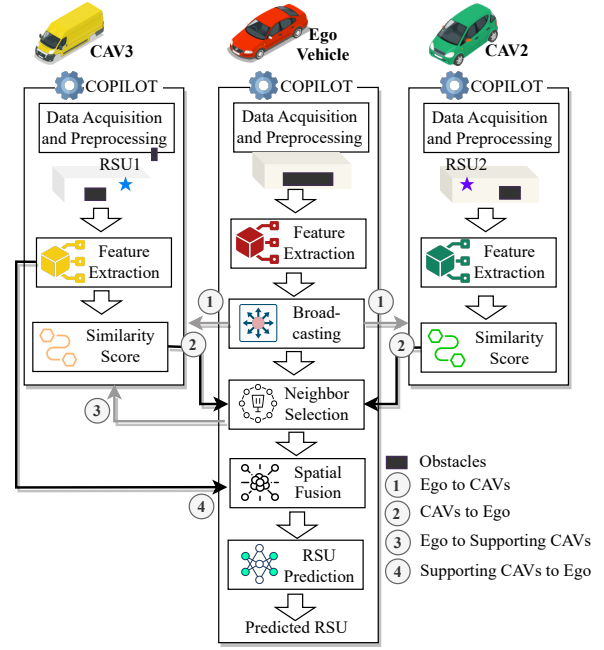 CAV3
Ego
Vehicle
CAV2
COPILOT
Data Acquisition
and Preprocessing
RSU1
Feature
Extraction
Similarity
Score
COPILOT
Data Acquisition
and Preprocessing
Feature
Extraction
1
1
Broad-
casting
2
Neighbor
Selection
3
Spatial
Fusion
4
RSU
Prediction
Predicted RSU
COPILOT
Data Acquisition
and Preprocessing
RSU2
Feature
Extraction
2
Similarity
Score
Obstacles
1 Ego to CAVs
2 CAVs to Ego
3 Ego to Supporting CAVs
4 Supporting CAVs to Ego